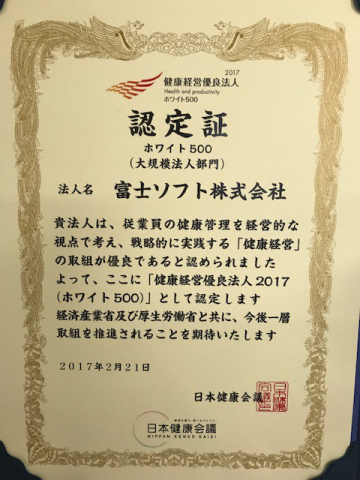 2017
健康経営優良法人
Health and productivity
ホワイト500
認定証
ホワイト500
(大規模法人部門)
法人名 富士ソフト株式会社
貴法人は、従業員の健康管理を経営的な
視点で考え、戦略的に実践する「健康経営」
の取組が優良であると認められました
よって、ここに「健康経営優良法人2017
(ホワイト500)」として認定します
経済産業省及び厚生労働省と共に、今後一層
取組を推進されることを期待いたします
2017年2月21日
日本健康会議
日本健康会議
NIPPON KENKO KAIGI